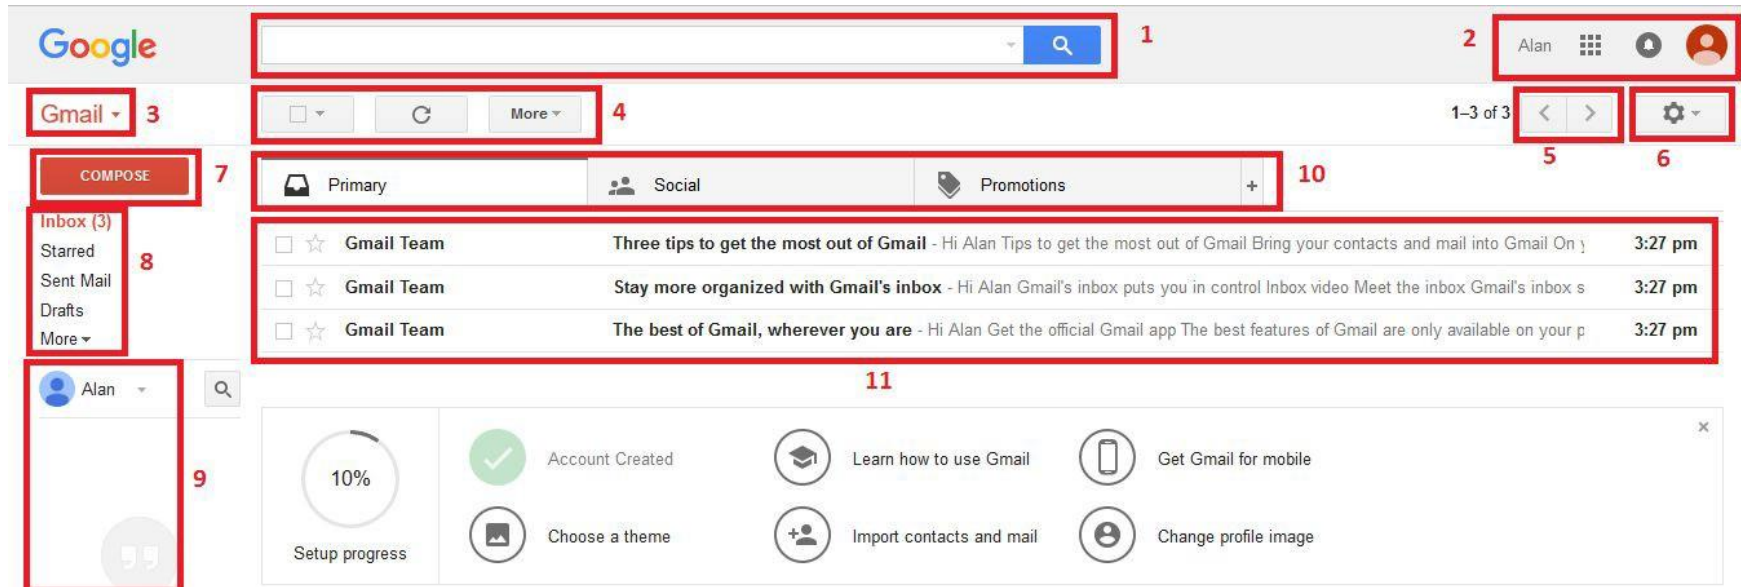 Google
1
2
Alan
Gmail
3
More
4
1–3 of 3
5
6
COMPOSE
7
Primary
Social
Promotions
+
10
Inbox (3)
Starred
Sent Mail
Drafts
More
8
Gmail Team Three tips to get the most out of Gmail - Hi Alan Tips to get the most out of Gmail Bring your contacts and mail into Gmail On 3:27 pm
Gmail Team Stay more organized with Gmail's inbox - Hi Alan Gmail's inbox puts you in control Inbox video Meet the inbox Gmail's inbox s 3:27 pm
Gmail Team The best of Gmail, wherever you are - Hi Alan Get the official Gmail app The best features of Gmail are only available on your p 3:27 pm
11
Alan
9
10%
Setup progress
Account Created
Learn how to use Gmail
Get Gmail for mobile
Choose a theme
Import contacts and mail
Change profile image